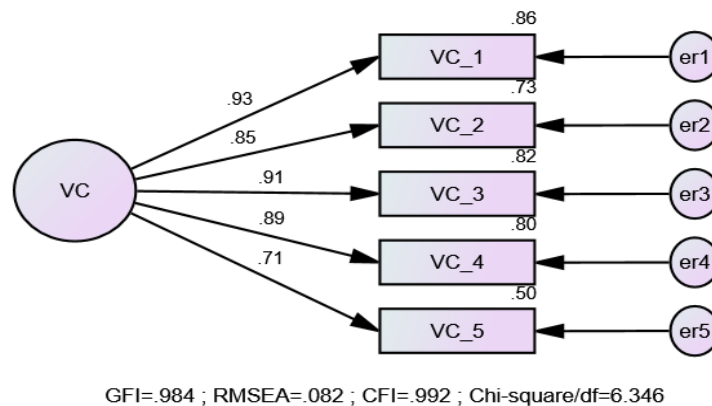 .86
VC_1
er1
.93
.73
VC_2
er2
.85
.82
VC_3
er3
VC
.91
.80
VC_4
er4
.89
.50
VC_5
er5
.71
GFI=.984 ; RMSEA=.082 ; CFI=.992 ; Chi-square/df=6.346